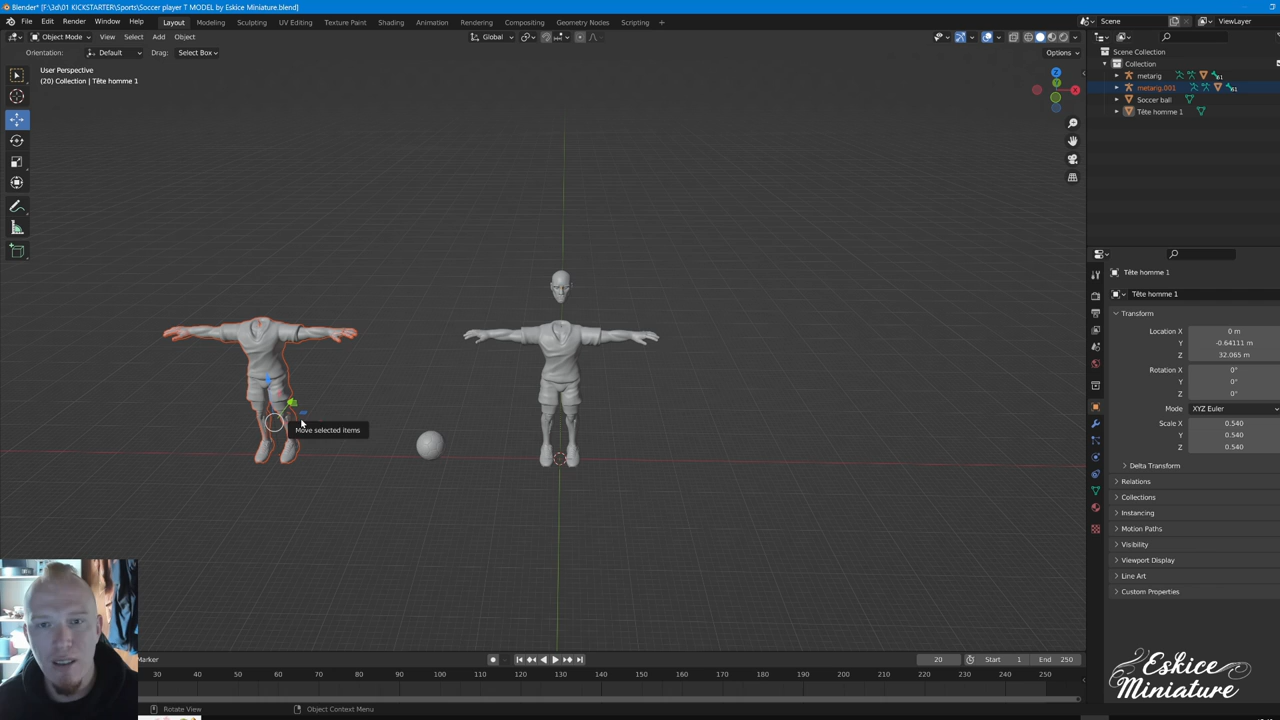 Blender* [F:\3d\01 KICKSTARTER\Sports\Soccer player T MODEL by Eskice Miniature.blend]
File Edit Render Window Help Layout Modeling Sculpting UV Editing Texture Paint Shading Animation Rendering Compositing Geometry Nodes Scripting + Scene ViewLayer
Object Mode View Select Add Object Global
Orientation: Default Drag: Select Box Options
User Perspective
(20) Collection | Tête homme 1
Scene Collection
Collection
metarig 61
metarig.001 61
Soccer ball
Tête homme 1
Z
Y
X
Move selected items
Tête homme 1
Tête homme 1
Transform
Location X 0 m
Y -0.64111 m
Z 32.065 m
Rotation X 0°
Y 0°
Z 0°
Mode XYZ Euler
Scale X 0.540
Y 0.540
Z 0.540
Delta Transform
Relations
Collections
Instancing
Motion Paths
Visibility
Viewport Display
Line Art
Custom Properties
Eskice
Miniature
Marker 20 Start 1 End 250
30 40 50 60 70 80 90 100 110 120 130 140 150 160 170 180 190 200 210 220 230 240 250
Rotate View Object Context Menu